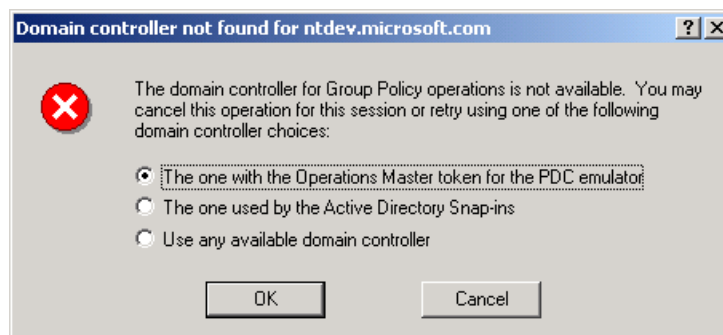 Domain controller not found for ntdev.microsoft.com
The domain controller for Group Policy operations is not available.  You may
cancel this operation for this session or retry using one of the following
domain controller choices:
The one with the Operations Master token for the PDC emulator
The one used by the Active Directory Snap-ins
Use any available domain controller
OK Cancel